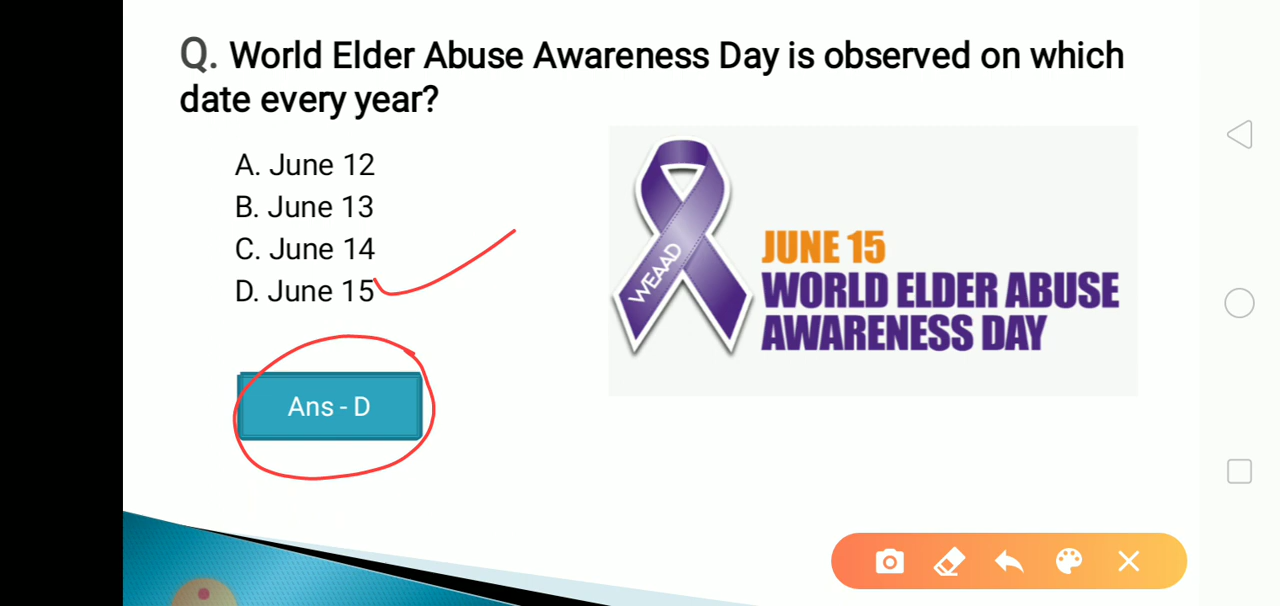 Q. World Elder Abuse Awareness Day is observed on which
date every year?
A. June 12
B. June 13
C. June 14
D. June 15
Ans - D
WEAAD
JUNE 15
WORLD ELDER ABUSE
AWARENESS DAY